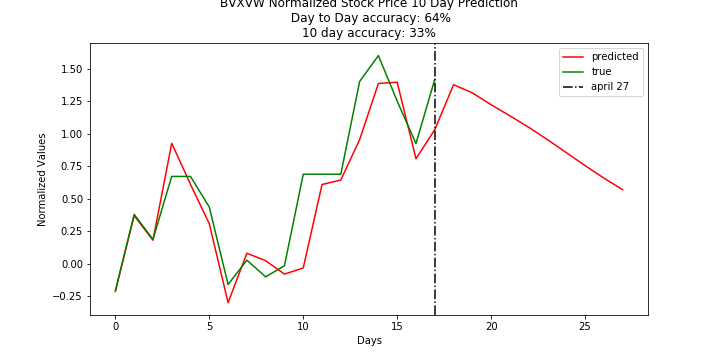 BVXVW Normalized Stock Price 10 Day Prediction
Day to Day accuracy: 64%
10 day accuracy: 33%
predicted
true
april 27
Normalized Values
1.50
1.25
1.00
0.75
0.50
0.25
0.00
−0.25
0
5
10
15
20
25
Days